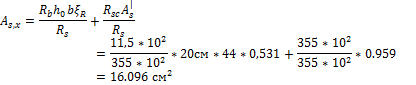 A_{s,x} = \frac{R_b h_0 b ξ_R}{R_s} + \frac{R_{sc} A_s^|}{R_s}
= \frac{11,5 * 10^2}{355 * 10^2} * 20см * 44 * 0,531 + \frac{355 * 10^2}{355 * 10^2} * 0.959
= 16.096 см^2